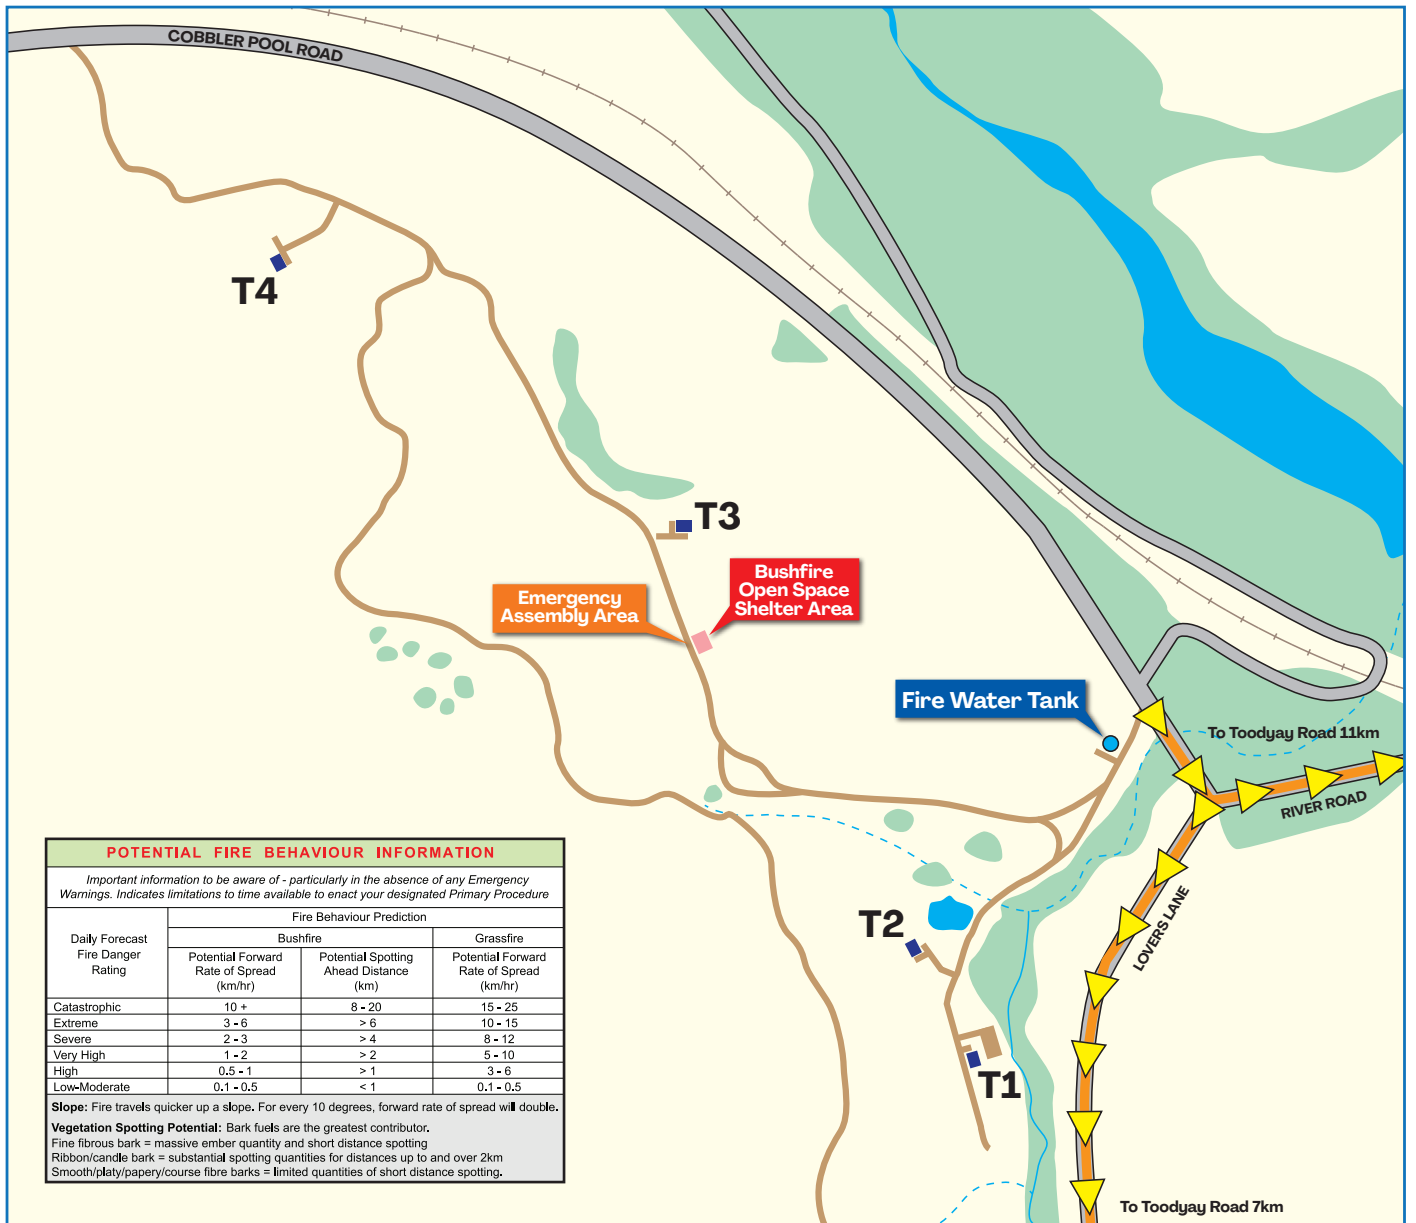 COBBLER POOL ROAD
T4
T3
Bushfire
Open Space
Shelter Area
Emergency
Assembly Area
Fire Water Tank
To Toodyay Road 11km
RIVER ROAD
LOVERS LANE
T2
T1
To Toodyay Road 7km
POTENTIAL FIRE BEHAVIOUR INFORMATION
Important information to be aware of - particularly in the absence of any Emergency
Warnings. Indicates limitations to time available to enact your designated Primary Procedure
Daily Forecast
Fire Danger
Rating
Fire Behaviour Prediction
Bushfire
Grassfire
Potential Forward
Rate of Spread
(km/hr)
Potential Spotting
Ahead Distance
(km)
Potential Forward
Rate of Spread
(km/hr)
Catastrophic 10 + 8 - 20 15 - 25
Extreme 3 - 6 > 6 10 - 15
Severe 2 - 3 > 4 8 - 12
Very High 1 - 2 > 2 5 - 10
High 0.5 - 1 > 1 3 - 6
Low-Moderate 0.1 - 0.5 < 1 0.1 - 0.5
Slope: Fire travels quicker up a slope. For every 10 degrees, forward rate of spread will double.
Vegetation Spotting Potential: Bark fuels are the greatest contributor.
Fine fibrous bark = massive ember quantity and short distance spotting
Ribbon/candle bark = substantial spotting quantities for distances up to and over 2km
Smooth/platy/papery/course fibre barks = limited quantities of short distance spotting.